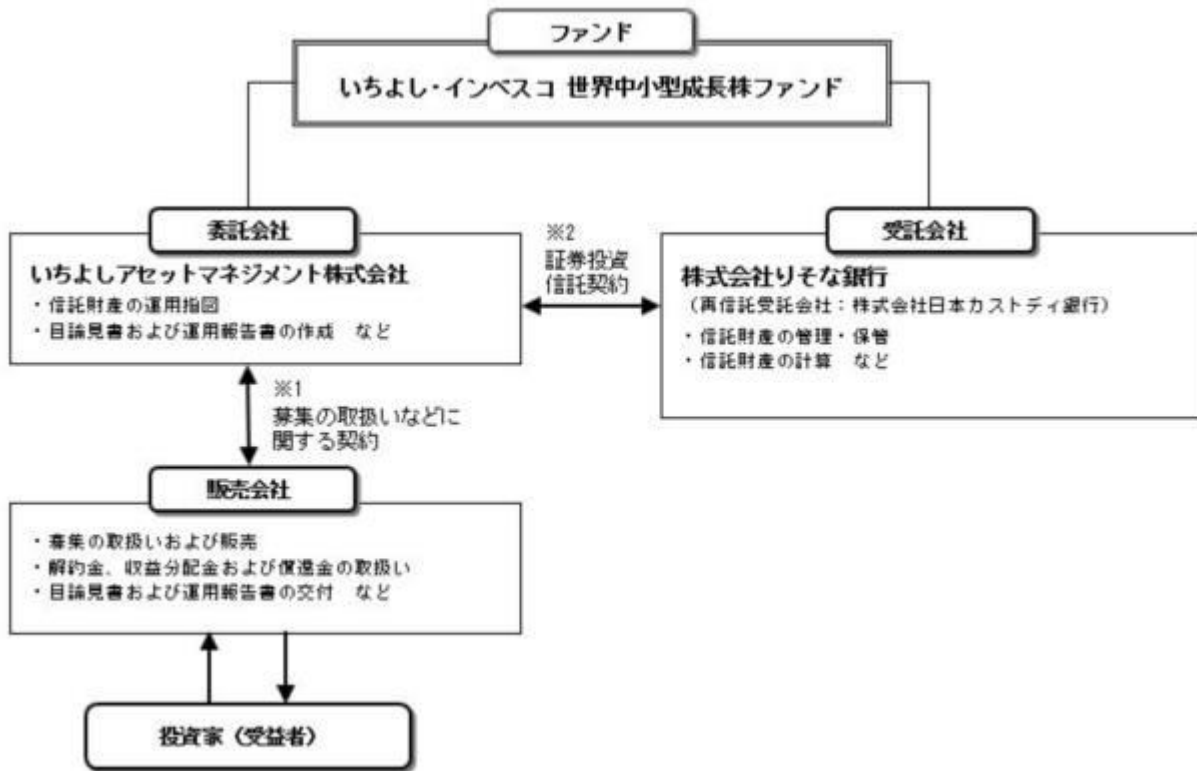 ファンド
いちよし・インベスコ 世界中小型成長株ファンド
委託会社
いちよしアセットマネジメント株式会社
・信託財産の運用指図
・目論見書および運用報告書の作成 など
※2
証券投資
信託契約
受託会社
株式会社りそな銀行
(再信託受託会社:株式会社日本カストディ銀行)
・信託財産の管理・保管
・信託財産の計算 など
※1
募集の取扱いなどに
関する契約
販売会社
・募集の取扱いおよび販売
・解約金、収益分配金および償還金の取扱い
・目論見書および運用報告書の交付 など
投資家(受益者)